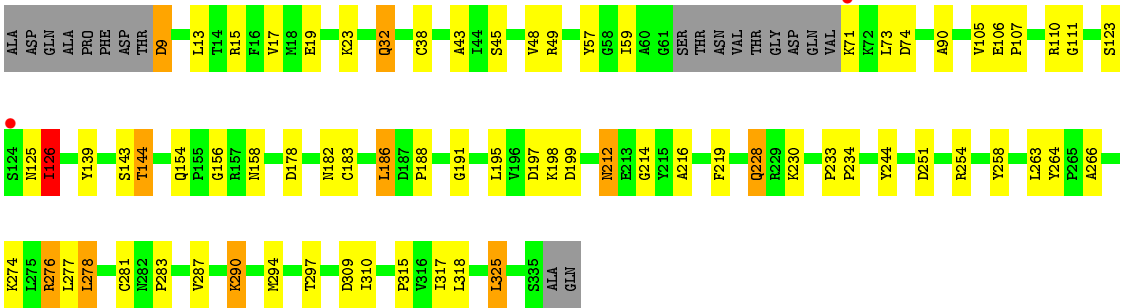 ALA ASP GLN ALA PRO PHE ASP THR D9 L13 T14 R15 F16 V17 M18 E19 K23 Q32 C38 A43 I44 S45 V48 R49 Y57 G58 I59 A60 G61 SER THR ASN VAL THR GLY ASP GLN VAL K71 K72 L73 D74 A90 V105 E106 P107 R110 G111 S123
S124 N125 I126 Y139 S143 T144 Q154 P155 G156 R157 N158 D178 N182 C183 L186 D187 P188 G191 L195 V196 D197 K198 D199 N212 E213 G214 Y215 A216 F219 Q228 R229 K230 P233 P234 Y244 D251 R254 Y258 L263 Y264 P265 A266
K274 L275 R276 L277 L278 C281 N282 P283 V287 K290 M294 T297 D309 I310 P315 V316 I317 L318 L325 S335 ALA GLN